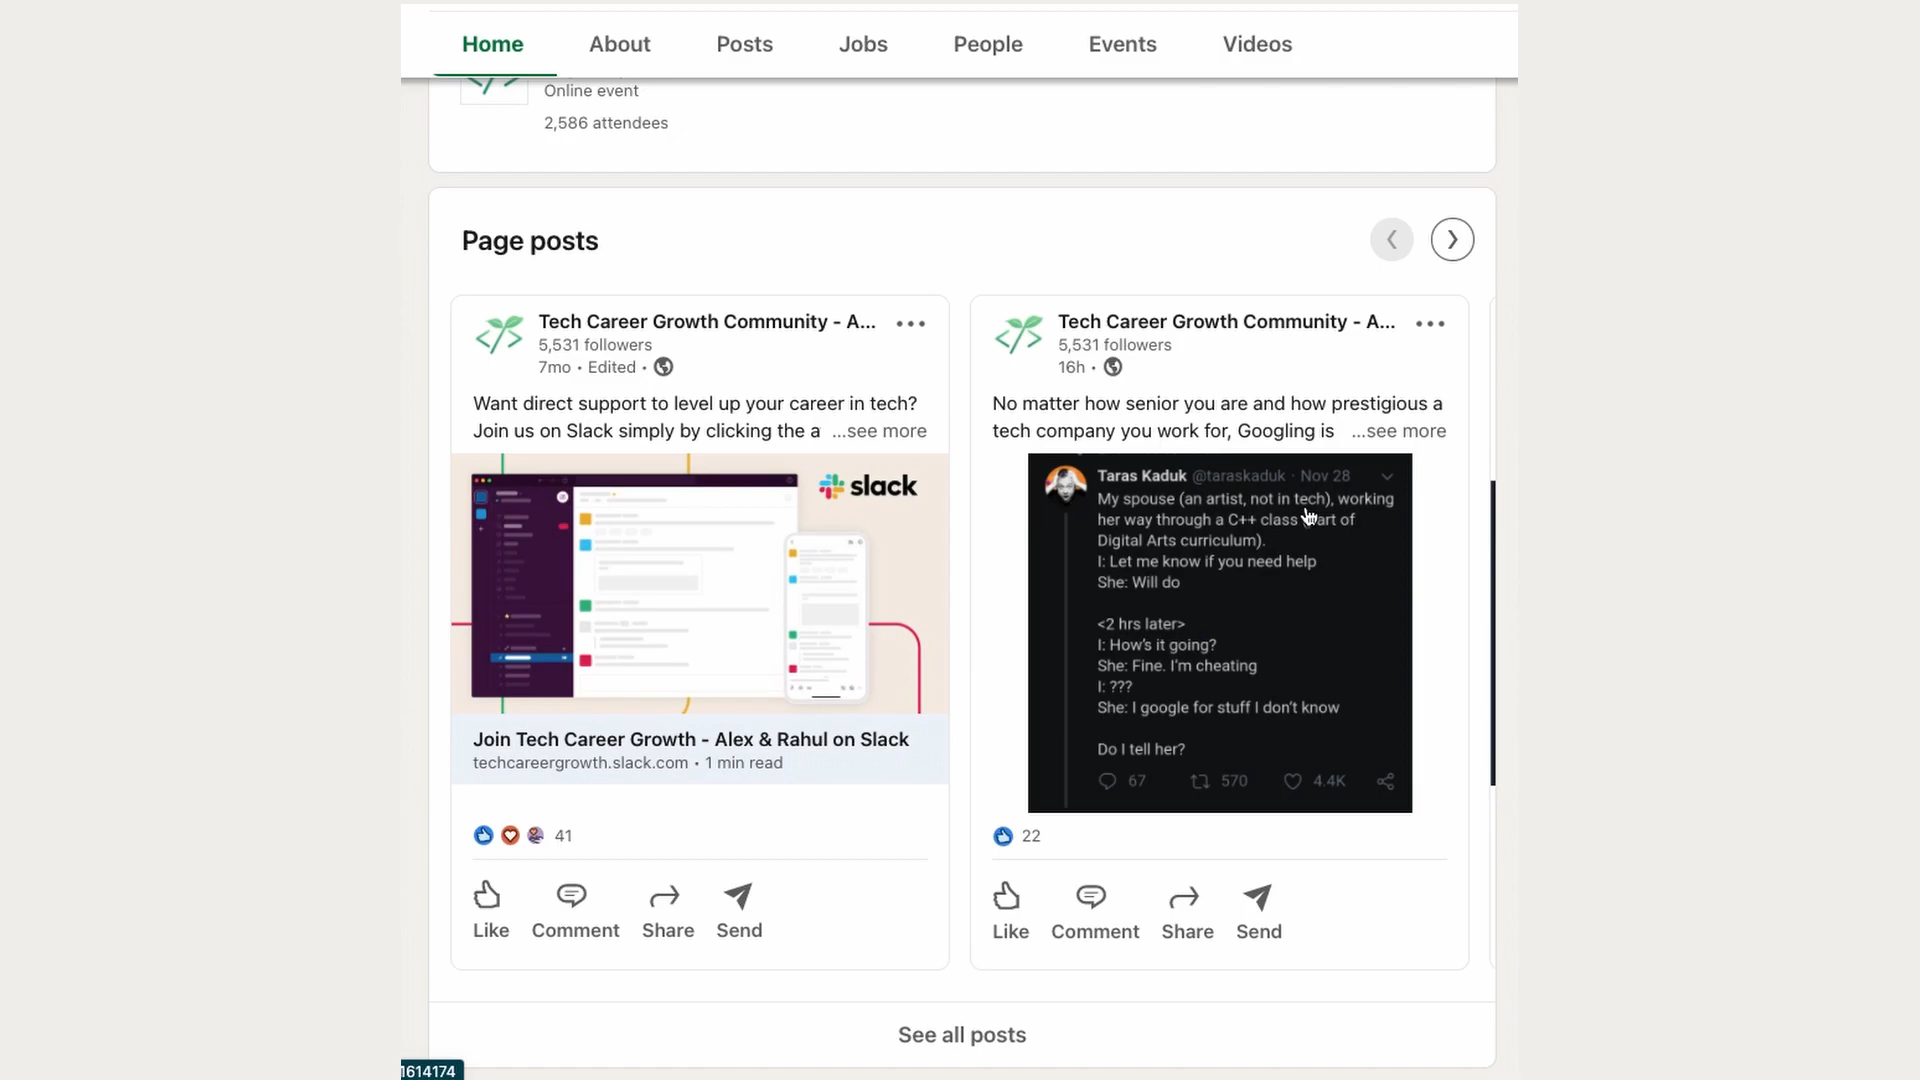 Home About Posts Jobs People Events Videos
Online event
2,586 attendees
Page posts
Tech Career Growth Community - A...
5,531 followers
7mo • Edited •
Want direct support to level up your career in tech?
Join us on Slack simply by clicking the a ...see more
slack
Join Tech Career Growth - Alex & Rahul on Slack
techcareergrowth.slack.com • 1 min read
41
Like Comment Share Send
Tech Career Growth Community - A...
5,531 followers
16h •
No matter how senior you are and how prestigious a
tech company you work for, Googling is ...see more
Taras Kaduk @taraskaduk · Nov 28
My spouse (an artist, not in tech), working
her way through a C++ class (part of
Digital Arts curriculum).
I: Let me know if you need help
She: Will do
<2 hrs later>
I: How's it going?
She: Fine. I'm cheating
I: ???
She: I google for stuff I don't know
Do I tell her?
67 570 4.4K
22
Like Comment Share Send
See all posts
1614174